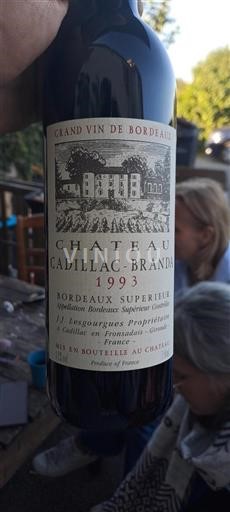 GRAND VIN DE BORDEAUX
CHATEAU
CADILLAC-BRANDA
1993
BORDEAUX SUPERIEUR
Appellation Bordeaux Supérieur Contrôlée
JJ Lesgourgues Propriétaire
à Cadillac en Fronsadais - Gironde
- France -
MIS EN BOUTEILLE AU CHATEAU
Produce of France